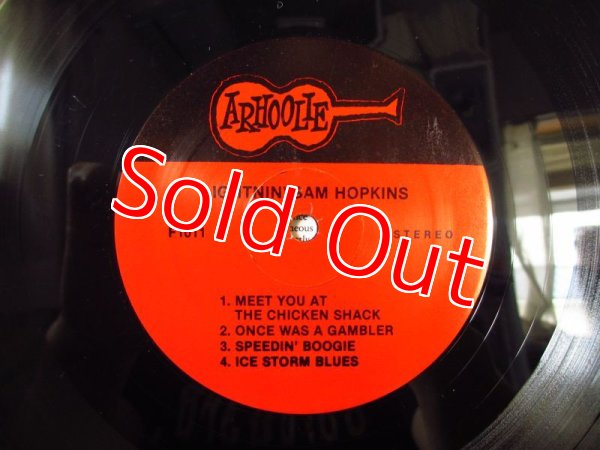 ARHOOLIE
LIGHTNIN' SAM HOPKINS
Sold Out
STEREO
1. MEET YOU AT
THE CHICKEN SHACK
2. ONCE WAS A GAMBLER
3. SPEEDIN' BOOGIE
4. ICE STORM BLUES